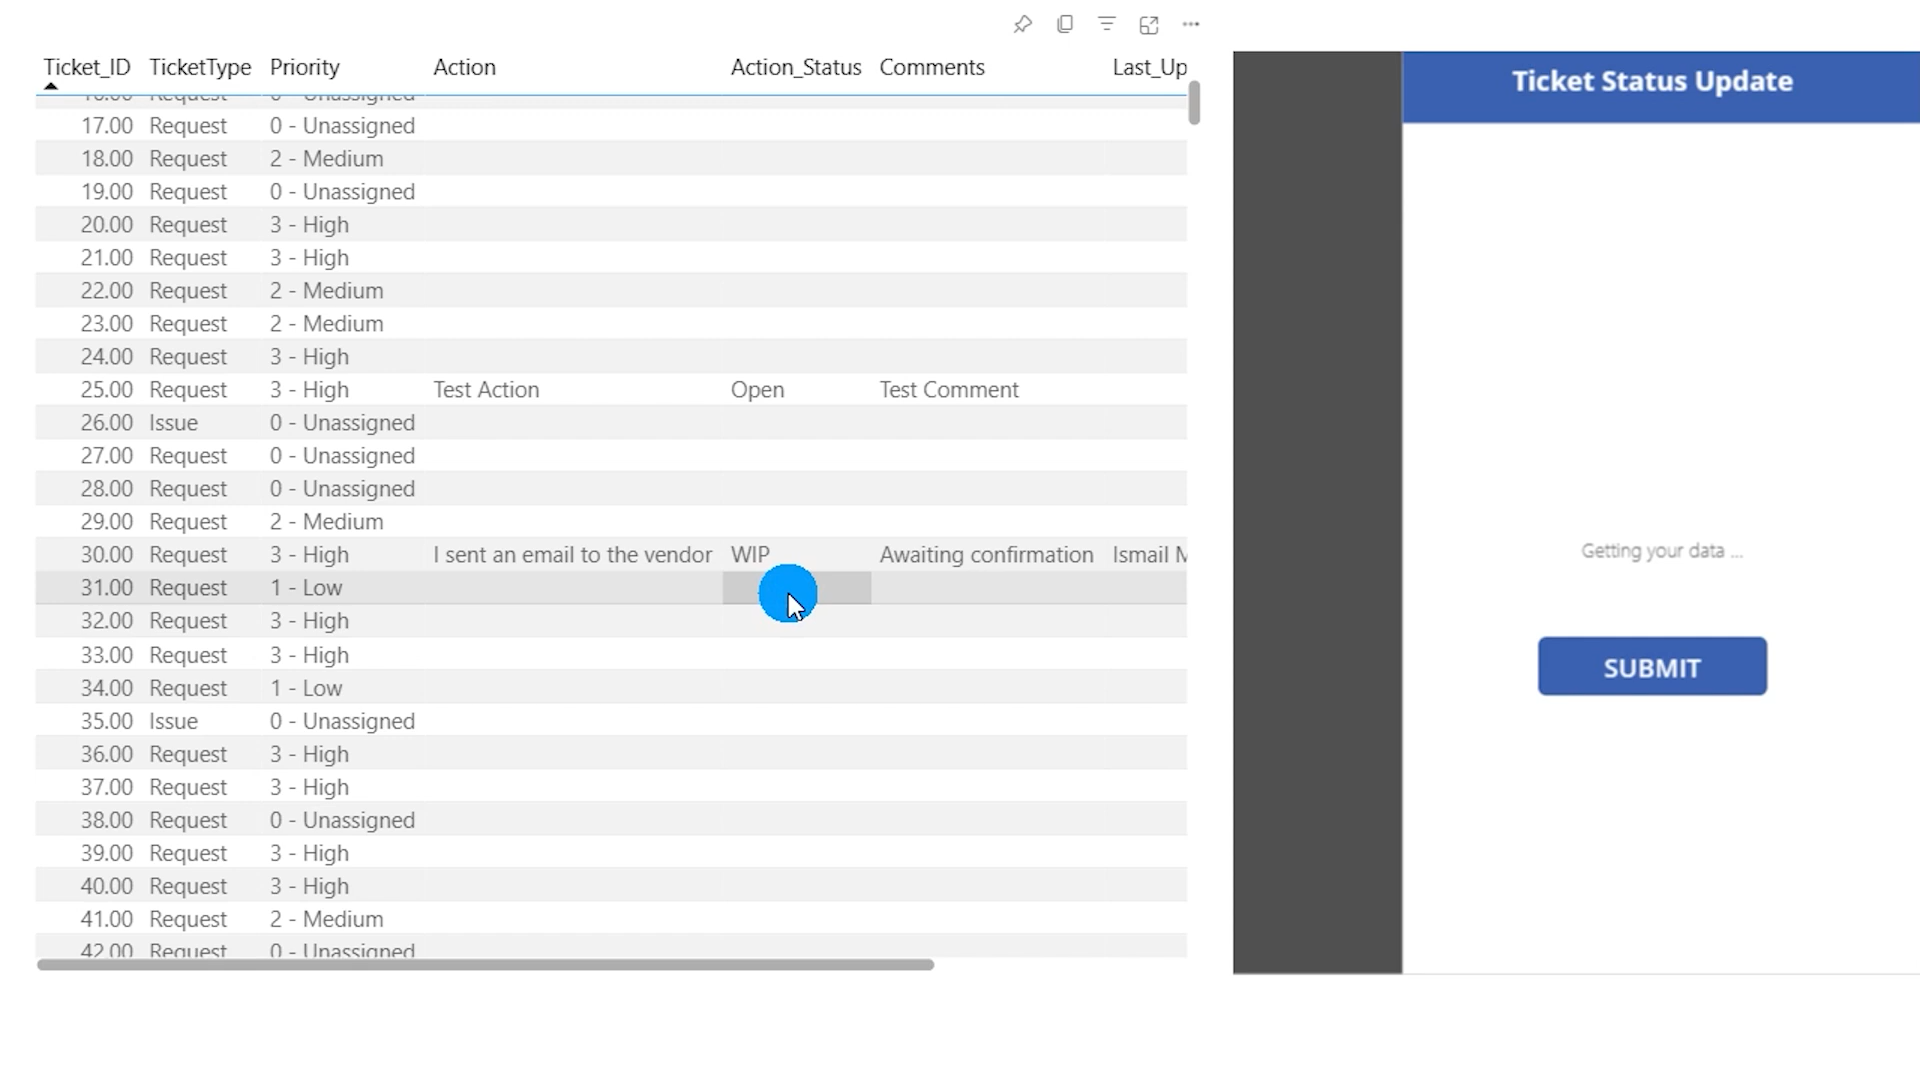 Ticket_ID TicketType Priority Action Action_Status Comments Last_Up
16.00 Request 0 - Unassigned
17.00 Request 0 - Unassigned
18.00 Request 2 - Medium
19.00 Request 0 - Unassigned
20.00 Request 3 - High
21.00 Request 3 - High
22.00 Request 2 - Medium
23.00 Request 2 - Medium
24.00 Request 3 - High
25.00 Request 3 - High Test Action Open Test Comment
26.00 Issue 0 - Unassigned
27.00 Request 0 - Unassigned
28.00 Request 0 - Unassigned
29.00 Request 2 - Medium
30.00 Request 3 - High I sent an email to the vendor WIP Awaiting confirmation Ismail M
31.00 Request 1 - Low
32.00 Request 3 - High
33.00 Request 3 - High
34.00 Request 1 - Low
35.00 Issue 0 - Unassigned
36.00 Request 3 - High
37.00 Request 3 - High
38.00 Request 0 - Unassigned
39.00 Request 3 - High
40.00 Request 3 - High
41.00 Request 2 - Medium
42.00 Request 0 - Unassigned
Ticket Status Update
Getting your data ...
SUBMIT